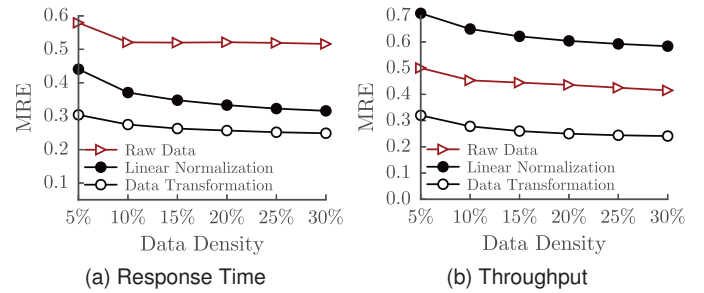 0.6
0.5
0.4
0.3
0.2
0.1
MRE
Raw Data
Linear Normalization
Data Transformation
5% 10% 15% 20% 25% 30%
Data Density
(a) Response Time
0.7
0.6
0.5
0.4
0.3
0.2
0.1
0.0
MRE
Raw Data
Linear Normalization
Data Transformation
5% 10% 15% 20% 25% 30%
Data Density
(b) Throughput